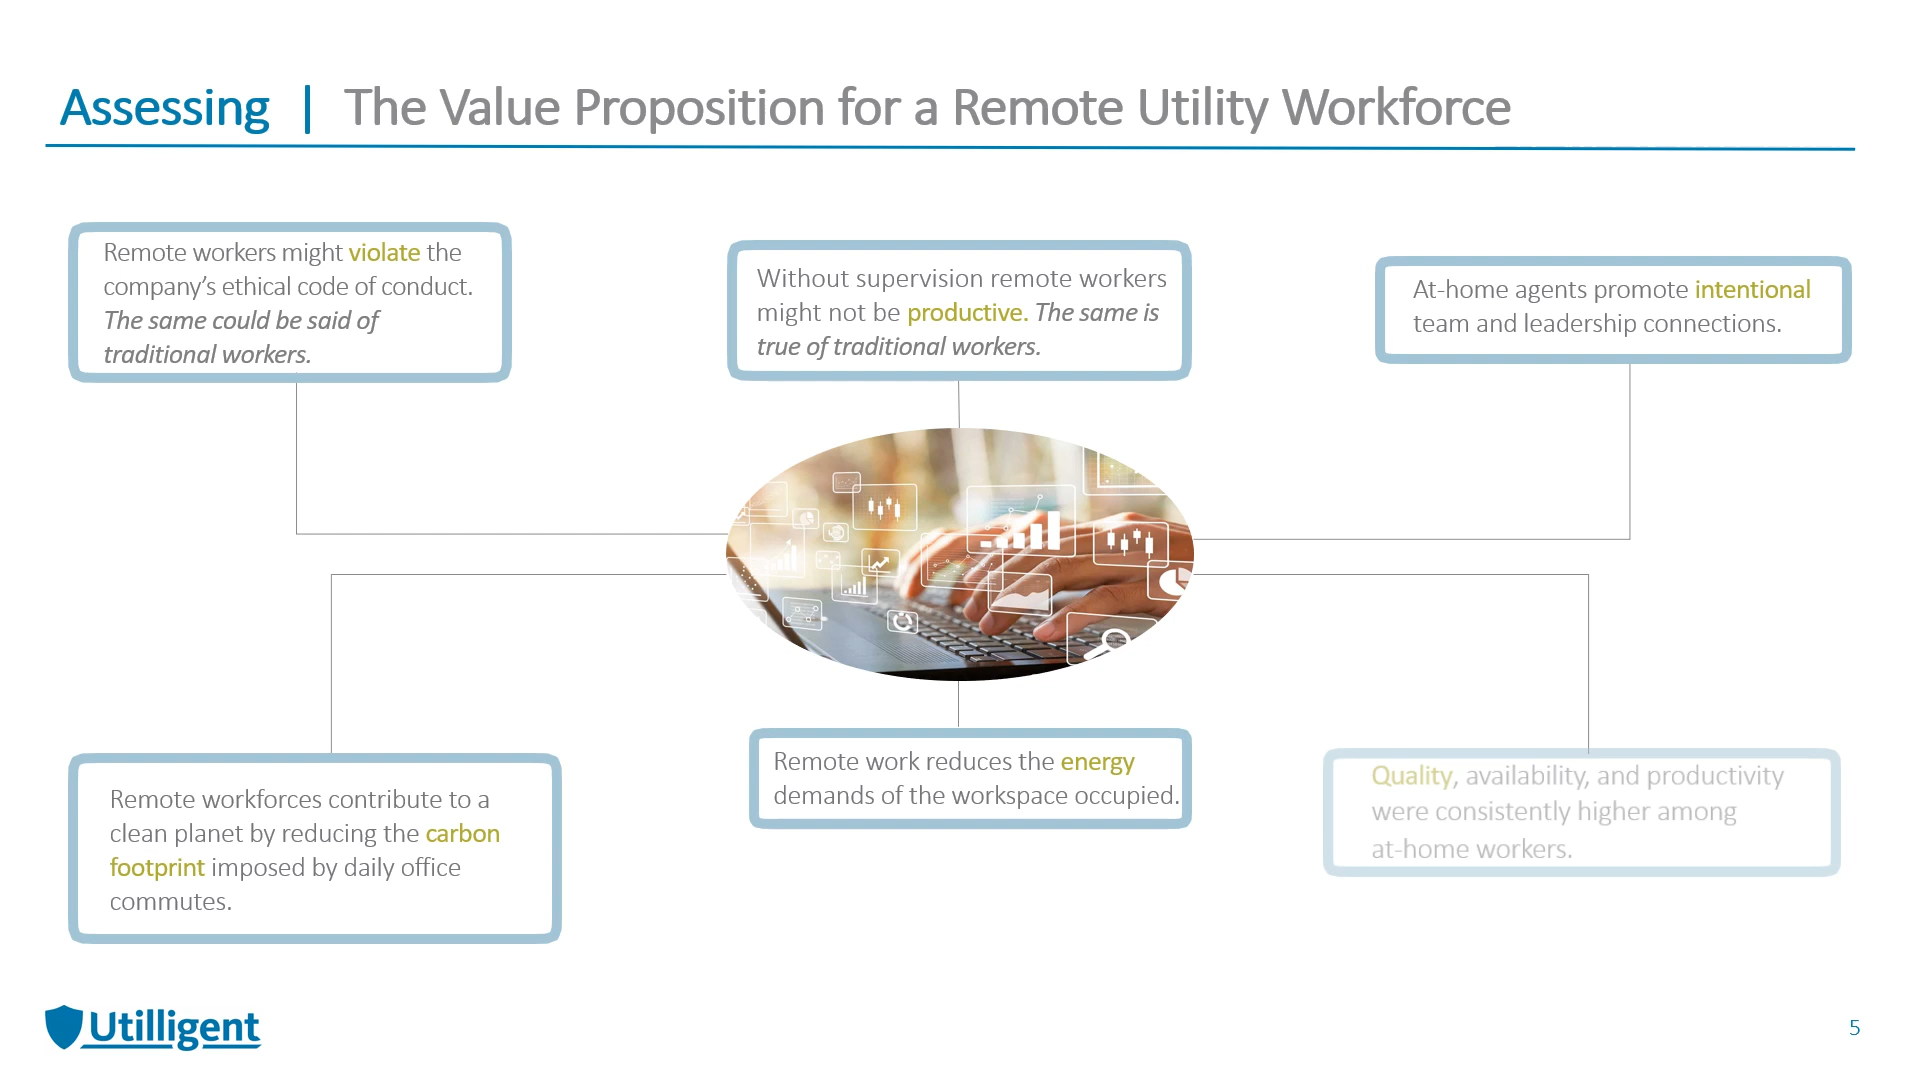 Assessing | The Value Proposition for a Remote Utility Workforce
Remote workers might violate the
company’s ethical code of conduct.
The same could be said of
traditional workers.
Without supervision remote workers
might not be productive. The same is
true of traditional workers.
At-home agents promote intentional
team and leadership connections.
Remote workforces contribute to a
clean planet by reducing the carbon
footprint imposed by daily office
commutes.
Remote work reduces the energy
demands of the workspace occupied.
Quality, availability, and productivity
were consistently higher among
at-home workers.
Utilligent
5